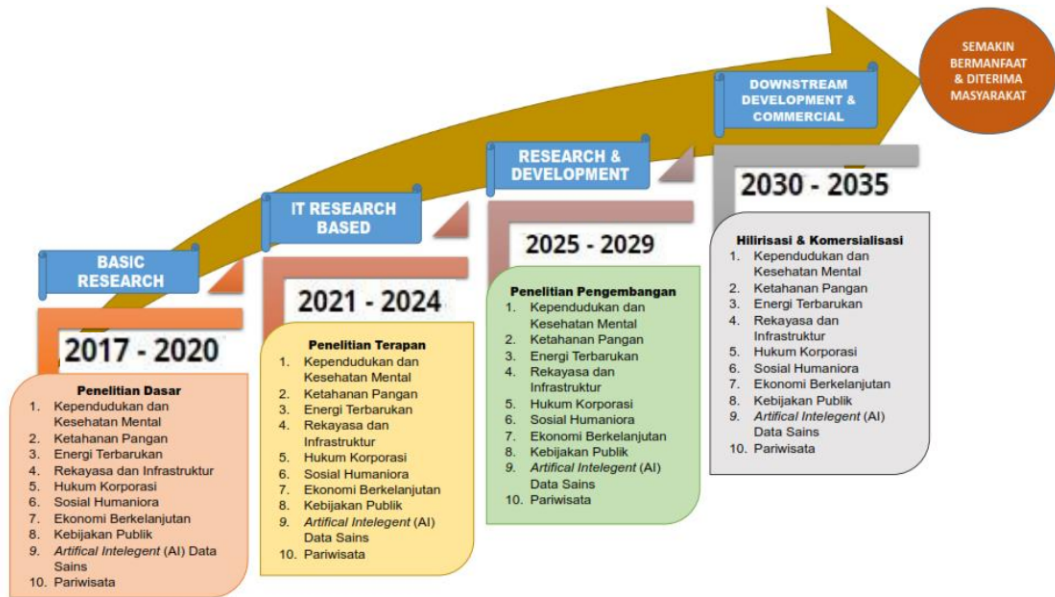 BASIC
RESEARCH
2017 - 2020
Penelitian Dasar
1. Kependudukan dan
Kesehatan Mental
2. Ketahanan Pangan
3. Energi Terbarukan
4. Rekayasa dan Infrastruktur
5. Hukum Korporasi
6. Sosial Humaniora
7. Ekonomi Berkelanjutan
8. Kebijakan Publik
9. Artifical Intelegent (AI) Data
Sains
10. Pariwisata
IT RESEARCH
BASED
2021 - 2024
Penelitian Terapan
1. Kependudukan dan
Kesehatan Mental
2. Ketahanan Pangan
3. Energi Terbarukan
4. Rekayasa dan
Infrastruktur
5. Hukum Korporasi
6. Sosial Humaniora
7. Ekonomi Berkelanjutan
8. Kebijakan Publik
9. Artifical Intelegent (AI)
Data Sains
10. Pariwisata
RESEARCH &
DEVELOPMENT
2025 - 2029
Penelitian Pengembangan
1. Kependudukan dan
Kesehatan Mental
2. Ketahanan Pangan
3. Energi Terbarukan
4. Rekayasa dan
Infrastruktur
5. Hukum Korporasi
6. Sosial Humaniora
7. Ekonomi Berkelanjutan
8. Kebijakan Publik
9. Artifical Intelegent (AI)
Data Sains
10. Pariwisata
DOWNSTREAM
DEVELOPMENT &
COMMERCIAL
2030 - 2035
Hilirisasi & Komersialisasi
1. Kependudukan dan
Kesehatan Mental
2. Ketahanan Pangan
3. Energi Terbarukan
4. Rekayasa dan
Infrastruktur
5. Hukum Korporasi
6. Sosial Humaniora
7. Ekonomi Berkelanjutan
8. Kebijakan Publik
9. Artifical Intelegent (AI)
Data Sains
10. Pariwisata
SEMAKIN
BERMANFAAT
& DITERIMA
MASYARAKAT